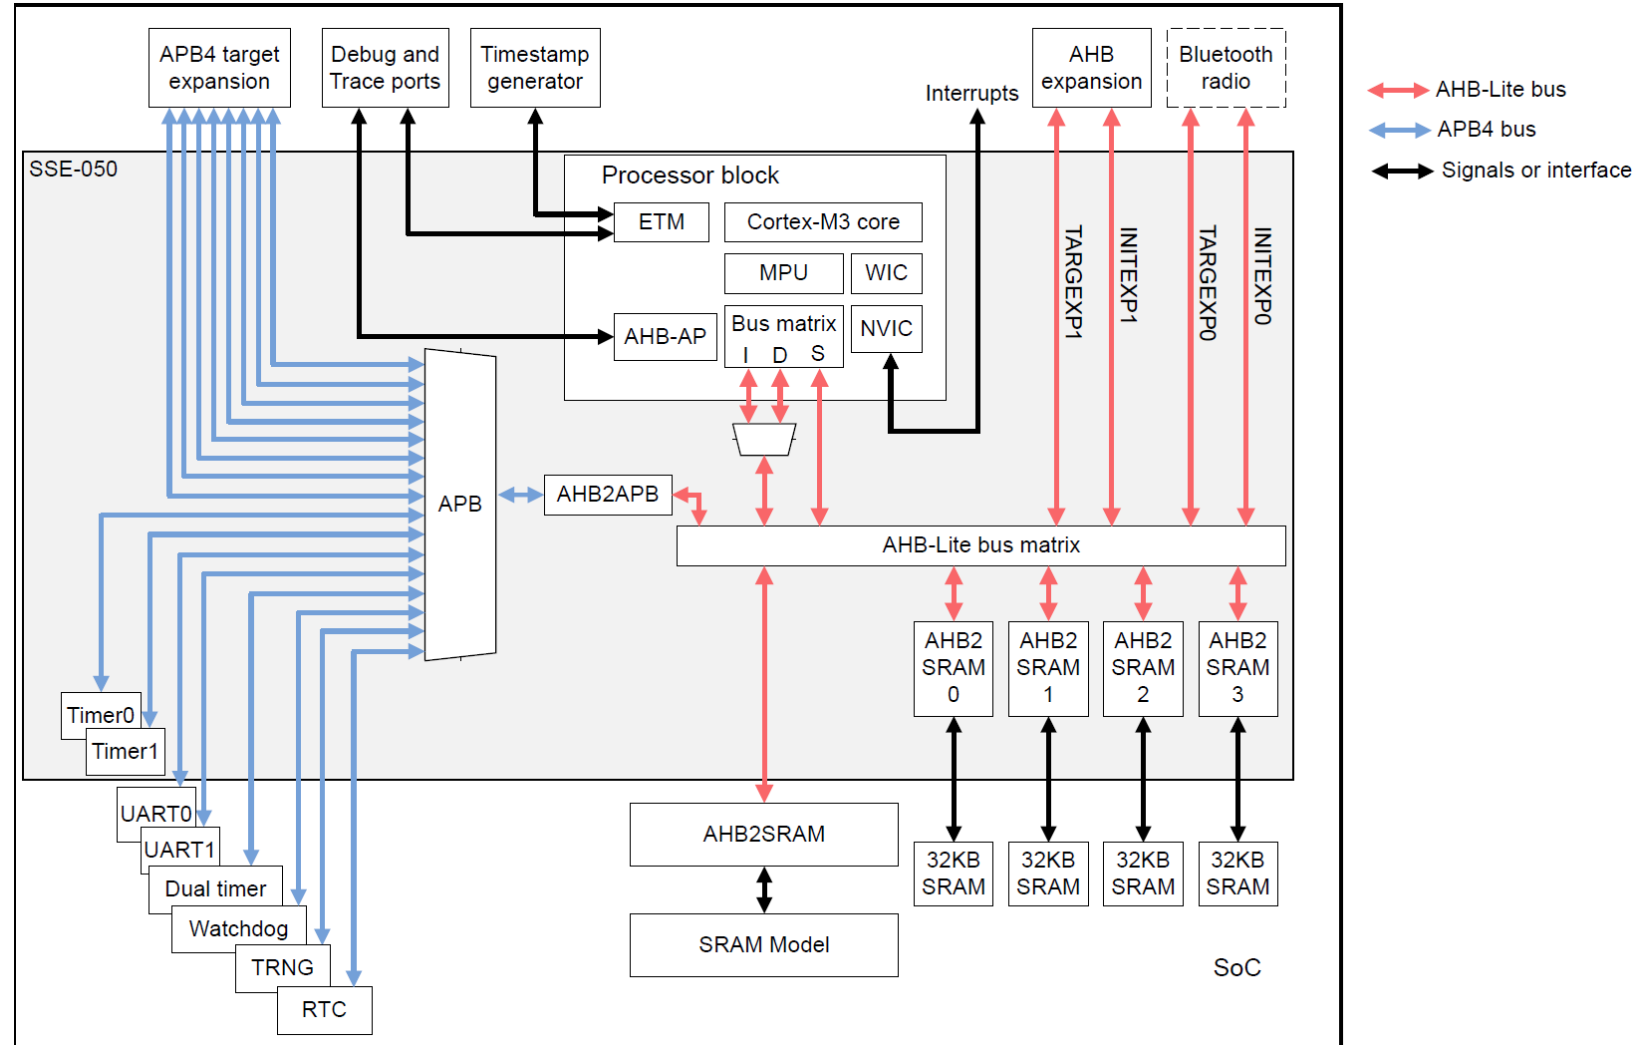 APB4 target
expansion
Debug and
Trace ports
Timestamp
generator
Interrupts
AHB
expansion
Bluetooth
radio
AHB-Lite bus
APB4 bus
Signals or interface
SSE-050
Processor block
ETM
Cortex-M3 core
MPU
WIC
AHB-AP
Bus matrix
I D S
NVIC
TARGEXP1
INITEXP1
TARGEXP0
INITEXP0
APB
AHB2APB
AHB-Lite bus matrix
AHB2
SRAM
0
AHB2
SRAM
1
AHB2
SRAM
2
AHB2
SRAM
3
Timer0
Timer1
UART0
UART1
Dual timer
Watchdog
TRNG
RTC
AHB2SRAM
SRAM Model
32KB
SRAM
32KB
SRAM
32KB
SRAM
32KB
SRAM
SoC